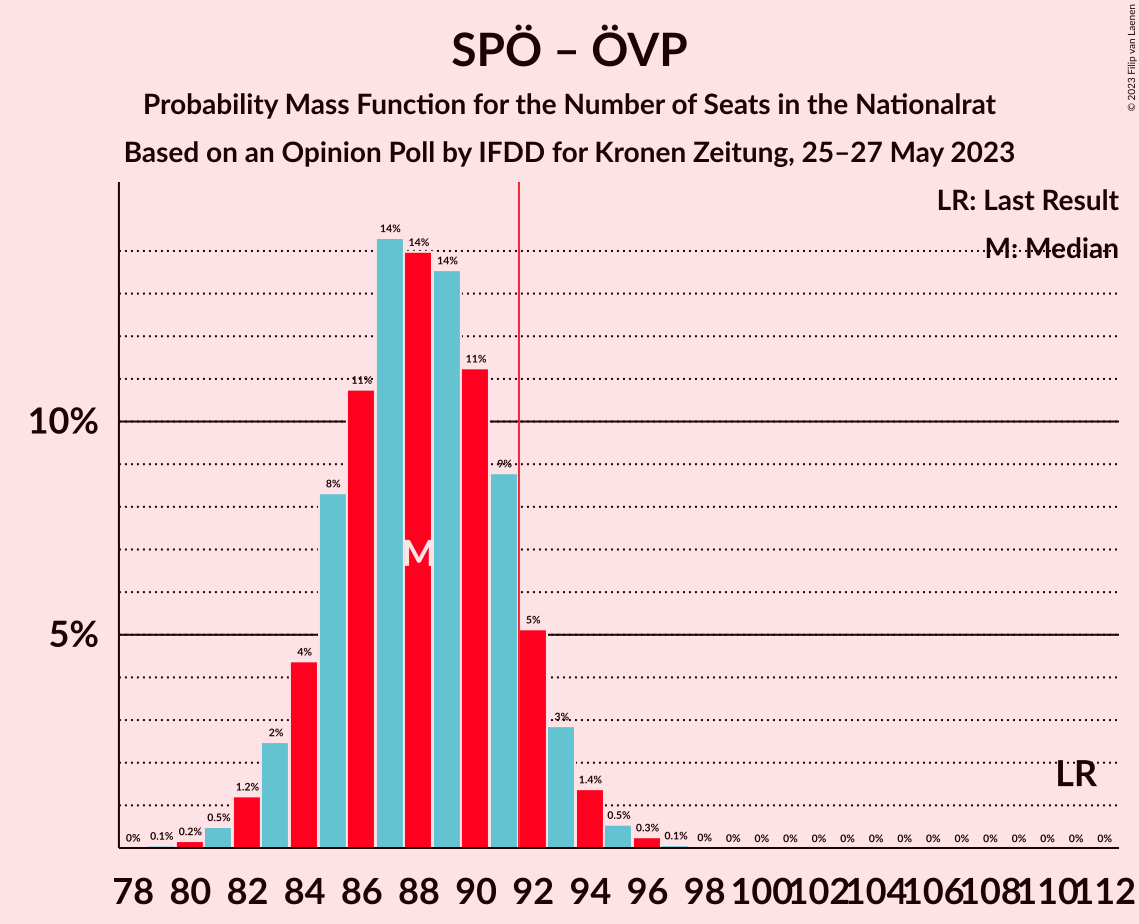 SPÖ – ÖVP
Probability Mass Function for the Number of Seats in the Nationalrat
Based on an Opinion Poll by IFDD for Kronen Zeitung, 25–27 May 2023
© 2023 Filip van Laenen
LR: Last Result
M: Median
10%
5%
0% 0.1% 0.2% 0.5% 1.2% 2% 4% 8% 11% 14% 14% 14% 11% 9% 5% 3% 1.4% 0.5% 0.3% 0.1% 0% 0% 0% 0% 0% 0% 0% 0% 0% 0% 0% 0% 0% 0% 0%
M
LR
78 80 82 84 86 88 90 92 94 96 98 100 102 104 106 108 110 112